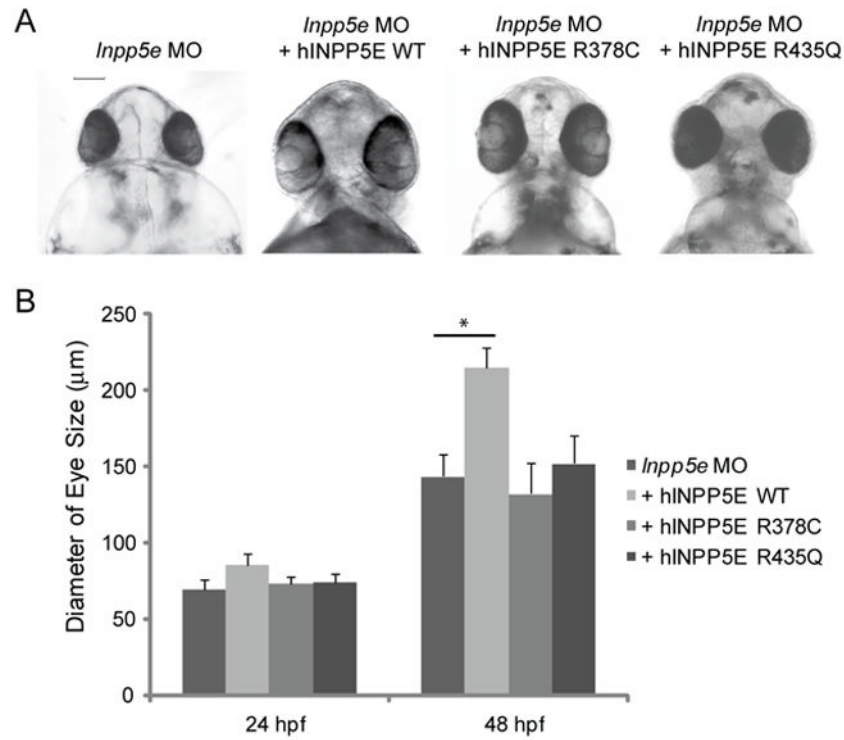 A
Inpp5e MO
Inpp5e MO
+ hINPP5E WT
Inpp5e MO
+ hINPP5E R378C
Inpp5e MO
+ hINPP5E R435Q
B
Diameter of Eye Size (μm)
250
200
150
100
50
0
*
24 hpf
48 hpf
Inpp5e MO
+ hINPP5E WT
+ hINPP5E R378C
+ hINPP5E R435Q